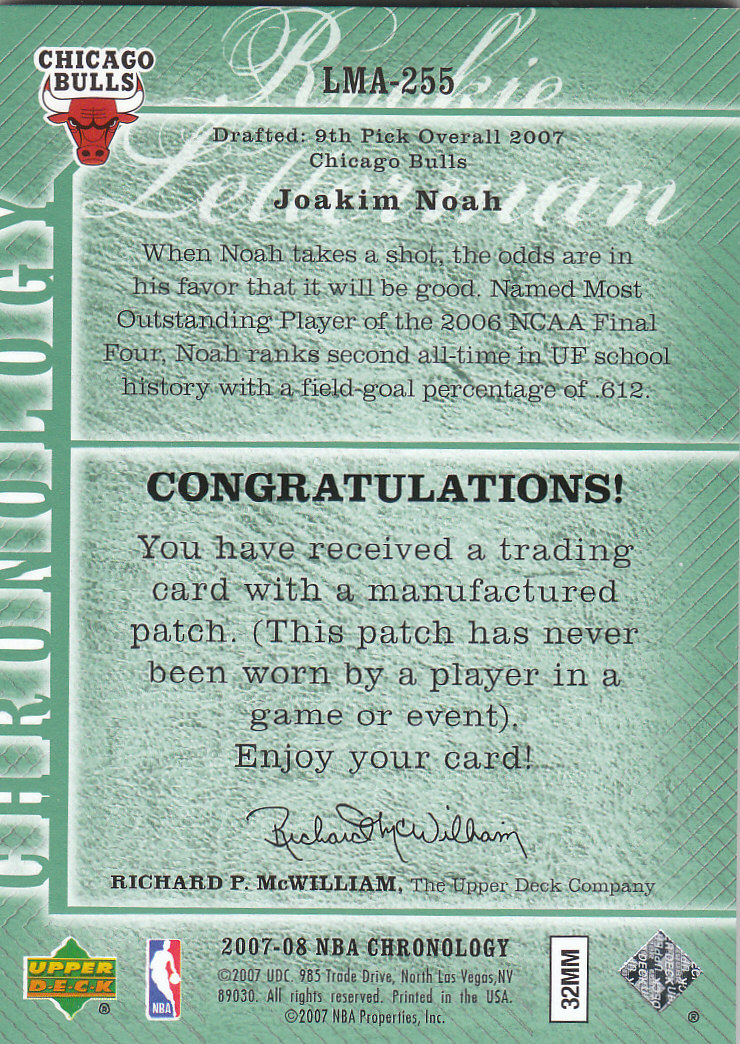 CHICAGO
BULLS
Rookie
LMA-255
Drafted: 9th Pick Overall 2007
Chicago Bulls
Letterman
Joakim Noah
When Noah takes a shot, the odds are in
his favor that it will be good. Named Most
Outstanding Player of the 2006 NCAA Final
Four, Noah ranks second all-time in UF school
history with a field-goal percentage of .612.
CHRONOLOGY
CONGRATULATIONS!
You have received a trading
card with a manufactured
patch. (This patch has never
been worn by a player in a
game or event).
Enjoy your card!
Richard McWilliam
RICHARD P. McWILLIAM, The Upper Deck Company
UPPER
D·E·C·K
®
NBA
2007-08 NBA CHRONOLOGY
©2007 UDC. 985 Trade Drive, North Las Vegas,NV
89030. All rights reserved. Printed in the USA.
©2007 NBA Properties, Inc.
32MM
®